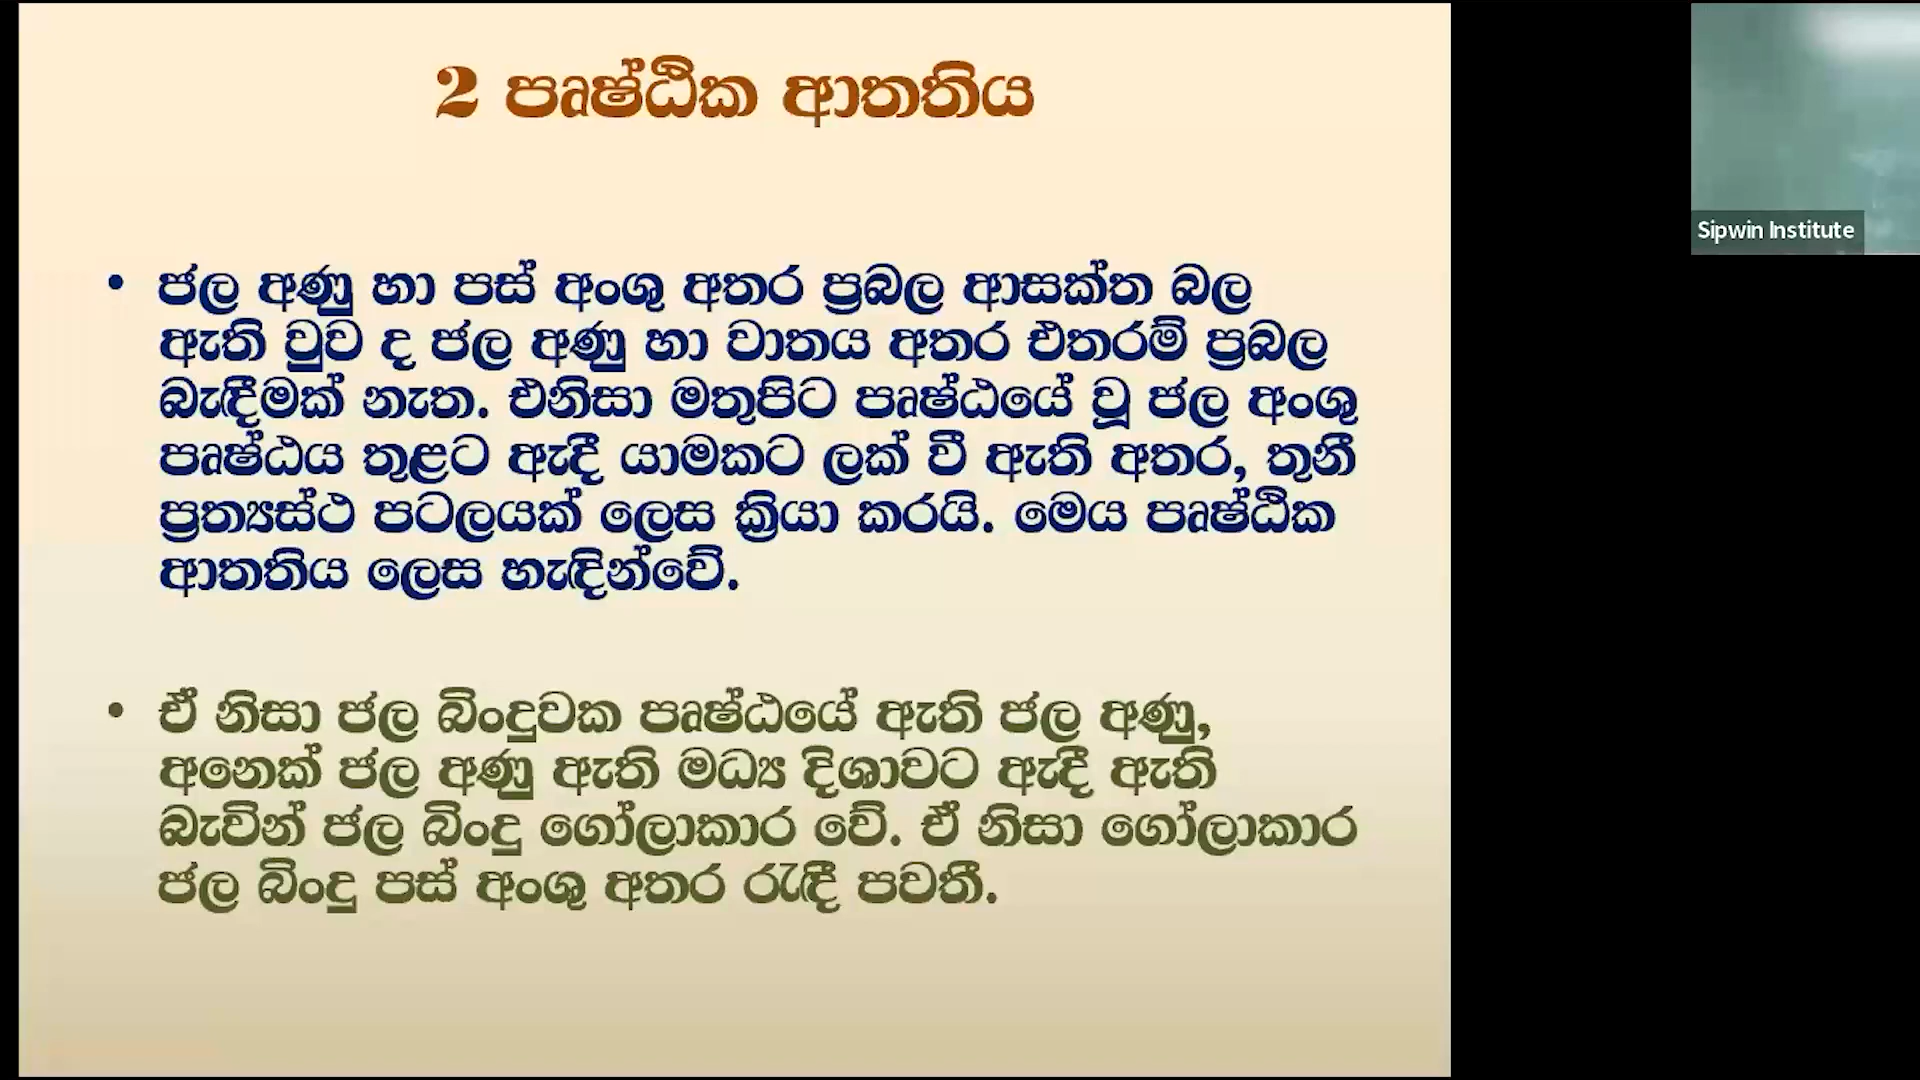 2 පෘෂ්ඨික ආතතිය
• ජල අණු හා පස් අංශු අතර ප්‍රබල ආසක්ත බල
ඇති වුව ද ජල අණු හා වාතය අතර එතරම් ප්‍රබල
බැඳීමක් නැත. එනිසා මතුපිට පෘෂ්ඨයේ වූ ජල අංශු
පෘෂ්ඨය තුළට ඇදී යාමකට ලක් වී ඇති අතර, තුනී
ප්‍රත්‍යස්ථ පටලයක් ලෙස ක්‍රියා කරයි. මෙය පෘෂ්ඨික
ආතතිය ලෙස හැඳින්වේ.
• ඒ නිසා ජල බිංදුවක පෘෂ්ඨයේ ඇති ජල අණු,
අනෙක් ජල අණු ඇති මධ්‍ය දිශාවට ඇදී ඇති
බැවින් ජල බිංදු ගෝලාකාර වේ. ඒ නිසා ගෝලාකාර
ජල බිංදු පස් අංශු අතර රැඳී පවතී.
Sipwin Institute